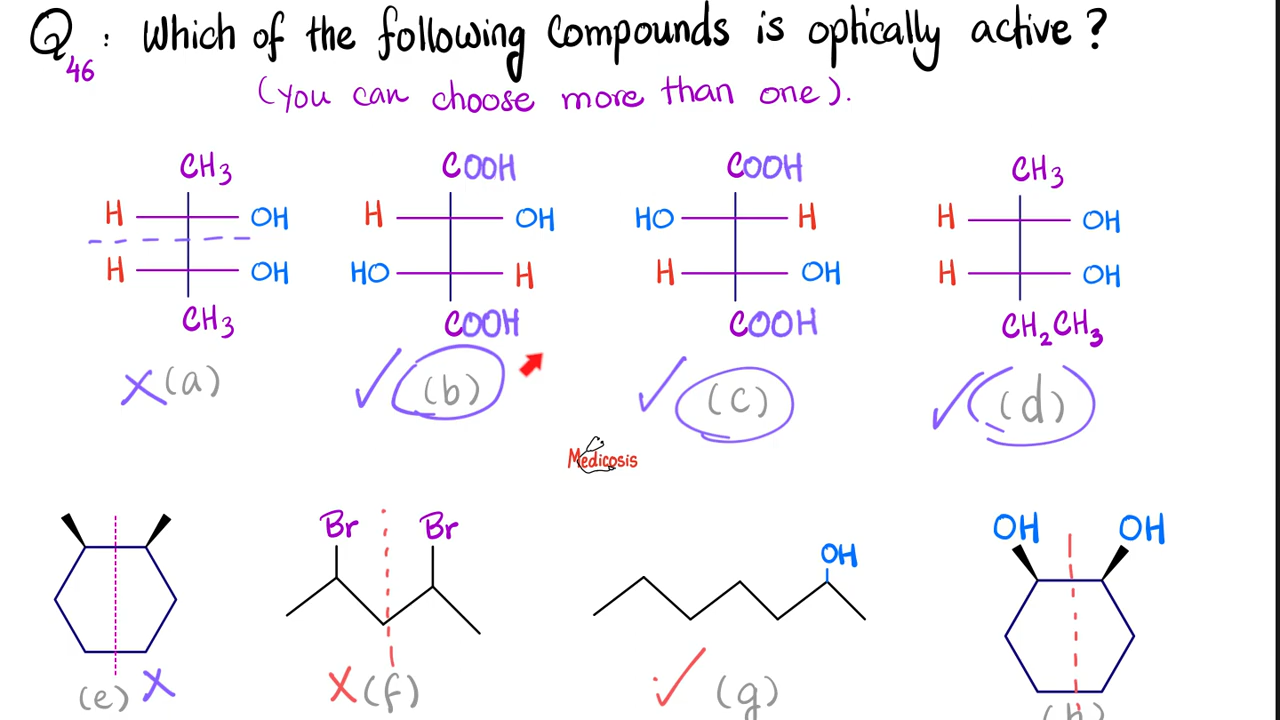 Q46 : Which of the following compounds is optically active?
(you can choose more than one).
CH3 COOH COOH CH3
H OH H OH HO H H OH
H OH HO H H OH H OH
CH3 COOH COOH CH2CH3
X (a) ✓ (b) ✓ (c) ✓ (d)
Medicosis
Br Br OH OH OH
(e) X X (f) ✓ (g) (h)